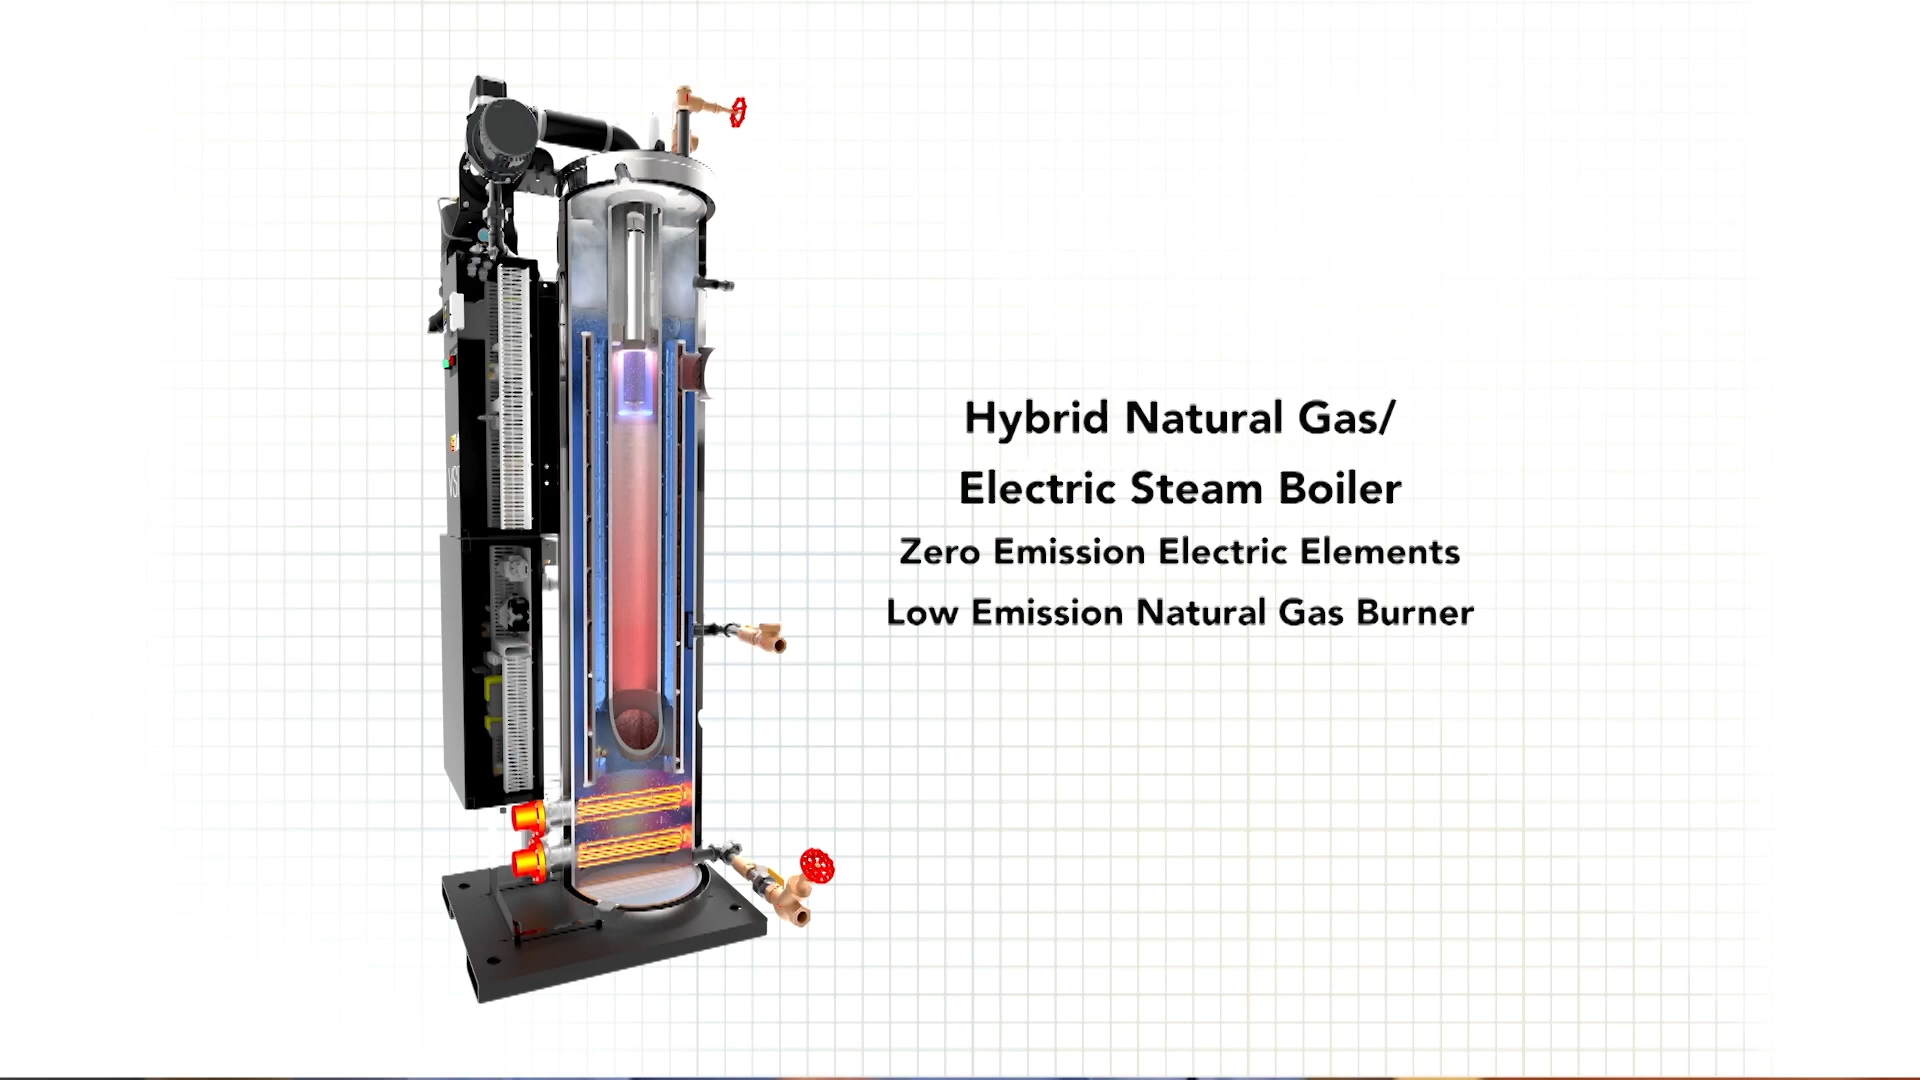 Hybrid Natural Gas/
Electric Steam Boiler
Zero Emission Electric Elements
Low Emission Natural Gas Burner